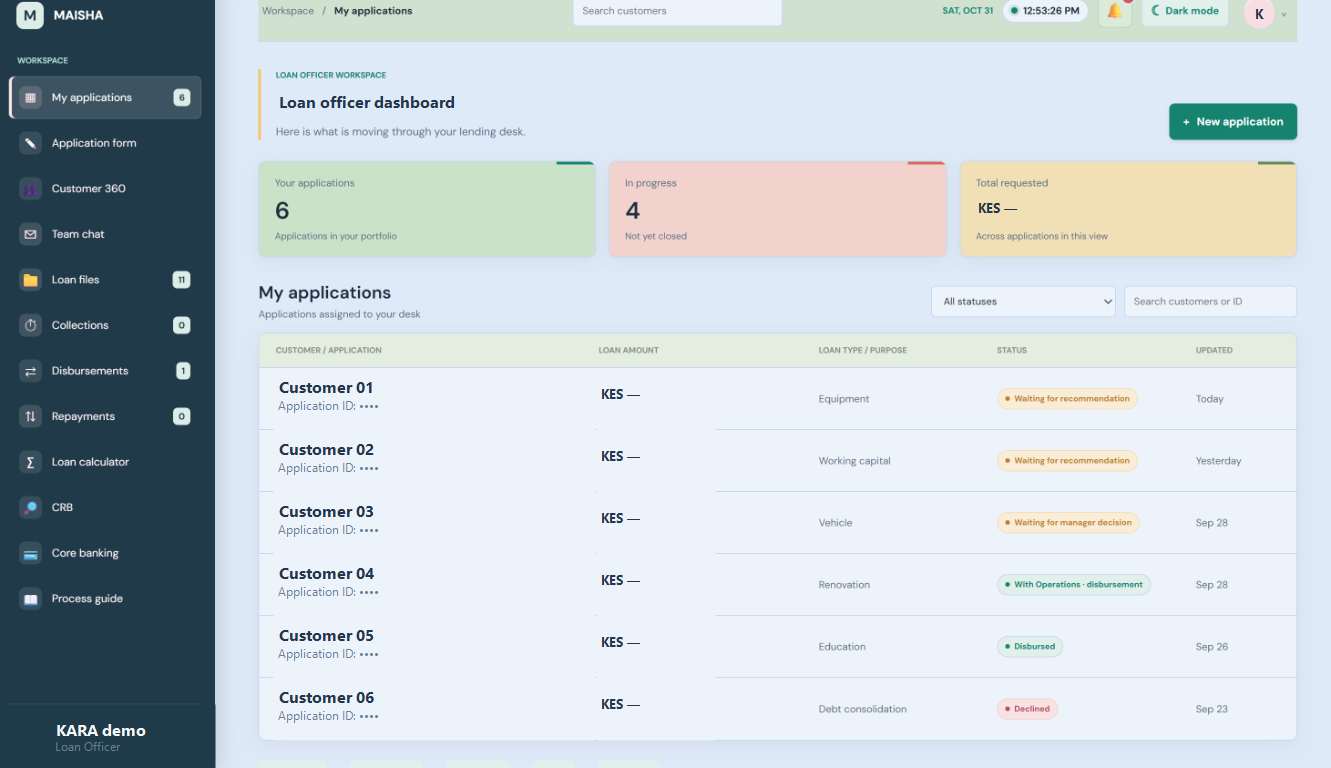 M MAISHA
WORKSPACE
My applications 6
Application form
Customer 360
Team chat
Loan files 11
Collections 0
Disbursements 1
Repayments 0
Loan calculator
CRB
Core banking
Process guide
KARA demo
Loan Officer
Workspace / My applications
Search customers
SAT, OCT 31
12:53:26 PM
Dark mode
K
LOAN OFFICER WORKSPACE
Loan officer dashboard
Here is what is moving through your lending desk.
+ New application
Your applications
6
Applications in your portfolio
In progress
4
Not yet closed
Total requested
KES —
Across applications in this view
My applications
Applications assigned to your desk
All statuses
Search customers or ID
CUSTOMER / APPLICATION LOAN AMOUNT LOAN TYPE / PURPOSE STATUS UPDATED
Customer 01
Application ID: ••••
KES —
Equipment
Waiting for recommendation
Today
Customer 02
Application ID: ••••
KES —
Working capital
Waiting for recommendation
Yesterday
Customer 03
Application ID: ••••
KES —
Vehicle
Waiting for manager decision
Sep 28
Customer 04
Application ID: ••••
KES —
Renovation
With Operations · disbursement
Sep 28
Customer 05
Application ID: ••••
KES —
Education
Disbursed
Sep 26
Customer 06
Application ID: ••••
KES —
Debt consolidation
Declined
Sep 23